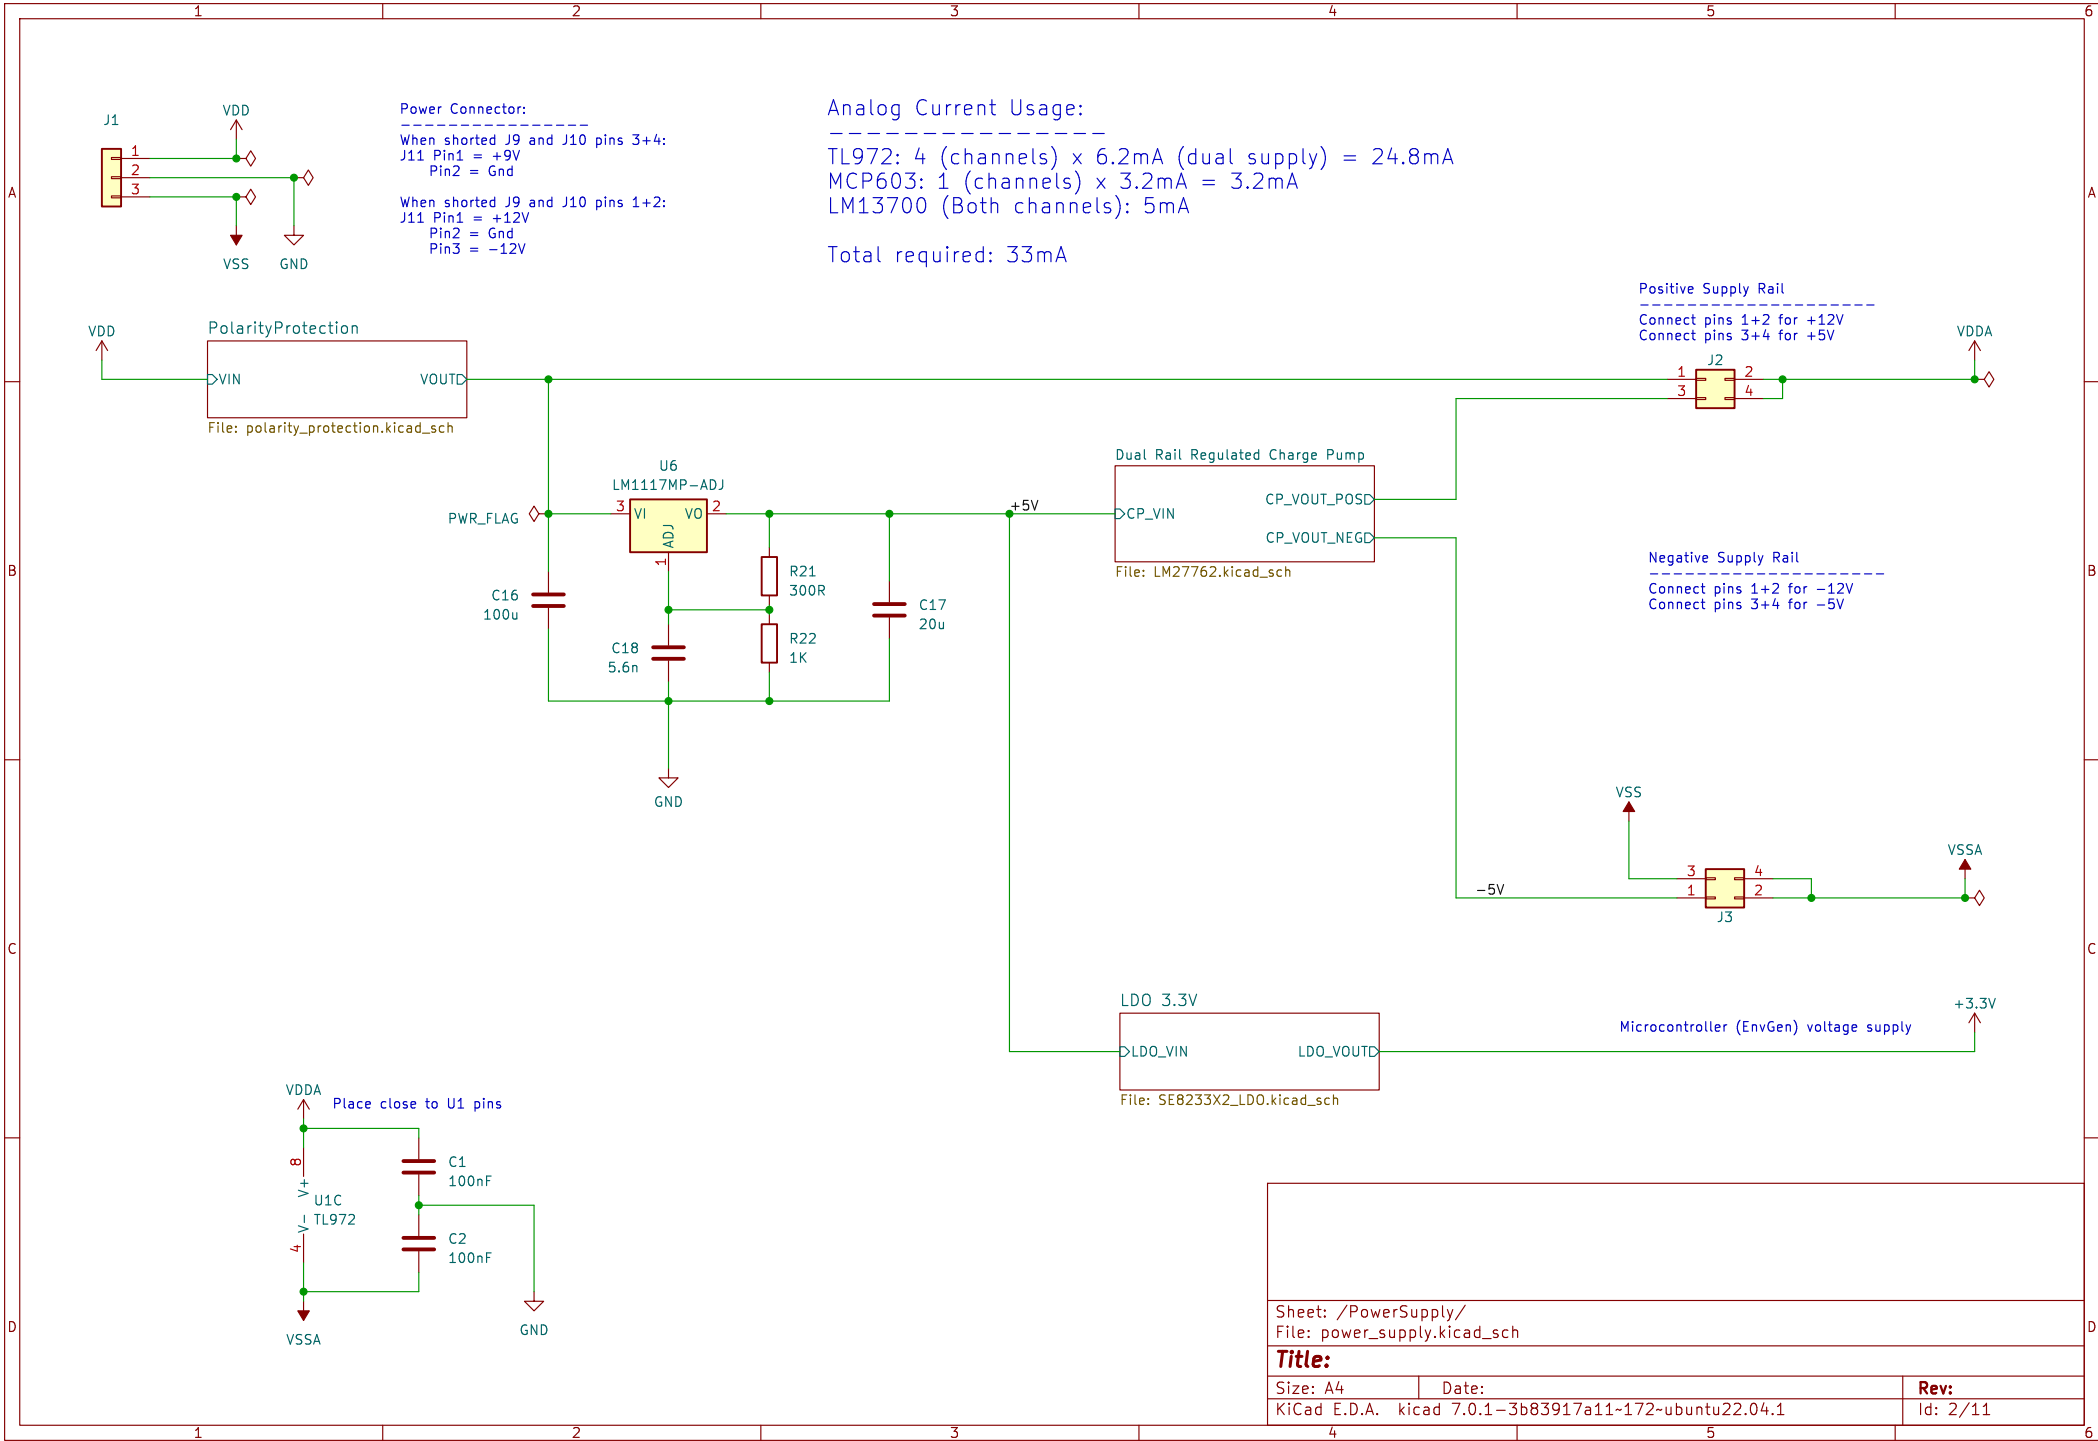 1 2 3 4 5 6
A
B
C
D
A
B
C
D
J1
1
2
3
VDD
VSS
GND
Power Connector:
----------------
When shorted J9 and J10 pins 3+4:
J11 Pin1 = +9V
Pin2 = Gnd
When shorted J9 and J10 pins 1+2:
J11 Pin1 = +12V
Pin2 = Gnd
Pin3 = -12V
Analog Current Usage:
---------------
TL972: 4 (channels) x 6.2mA (dual supply) = 24.8mA
MCP603: 1 (channels) x 3.2mA = 3.2mA
LM13700 (Both channels): 5mA
Total required: 33mA
VDD
PolarityProtection
VIN
VOUT
File: polarity_protection.kicad_sch
Positive Supply Rail
--------------------
Connect pins 1+2 for +12V
Connect pins 3+4 for +5V
J2
1
2
3
4
VDDA
U6
LM1117MP-ADJ
PWR_FLAG
3
VI
VO
2
ADJ
1
C16
100u
C18
5.6n
R21
300R
R22
1K
C17
20u
GND
+5V
Dual Rail Regulated Charge Pump
CP_VIN
CP_VOUT_POS
CP_VOUT_NEG
File: LM27762.kicad_sch
Negative Supply Rail
--------------------
Connect pins 1+2 for -12V
Connect pins 3+4 for -5V
VSS
-5V
3
4
1
2
J3
VSSA
LDO 3.3V
LDO_VIN
LDO_VOUT
File: SE8233X2_LDO.kicad_sch
Microcontroller (EnvGen) voltage supply
+3.3V
VDDA
Place close to U1 pins
8
V+
U1C
TL972
V-
4
C1
100nF
C2
100nF
VSSA
GND
Sheet: /PowerSupply/
File: power_supply.kicad_sch
Title:
Size: A4
Date:
Rev:
KiCad E.D.A. kicad 7.0.1-3b83917a11~172~ubuntu22.04.1
Id: 2/11
1 2 3 4 5 6